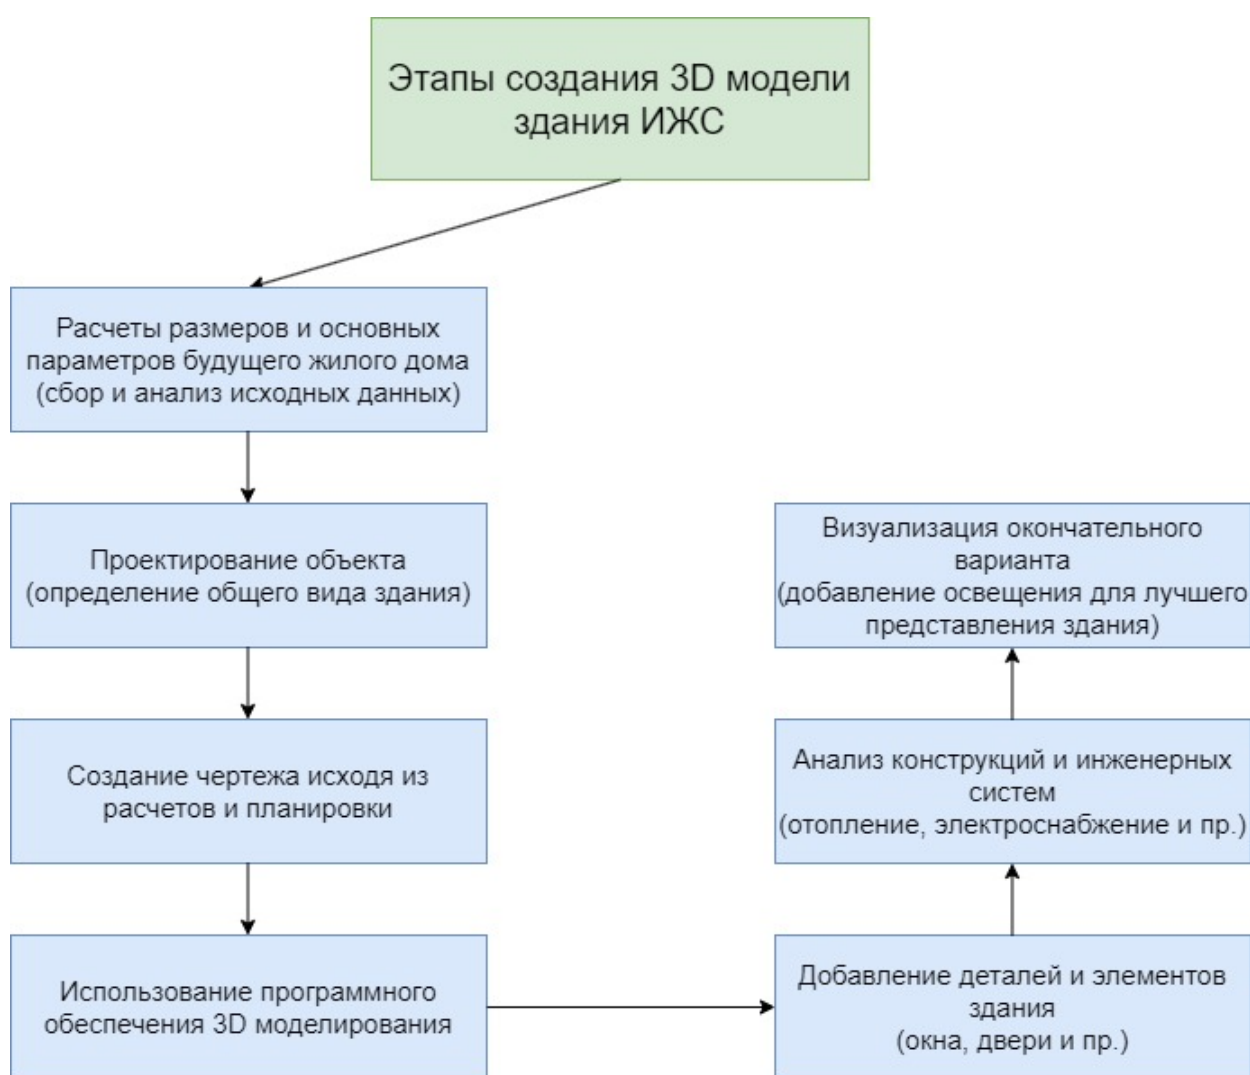 Этапы создания 3D модели
здания ИЖС
Расчеты размеров и основных
параметров будущего жилого дома
(сбор и анализ исходных данных)
Проектирование объекта
(определение общего вида здания)
Создание чертежа исходя из
расчетов и планировки
Использование программного
обеспечения 3D моделирования
Добавление деталей и элементов
здания
(окна, двери и пр.)
Анализ конструкций и инженерных
систем
(отопление, электроснабжение и пр.)
Визуализация окончательного
варианта
(добавление освещения для лучшего
представления здания)